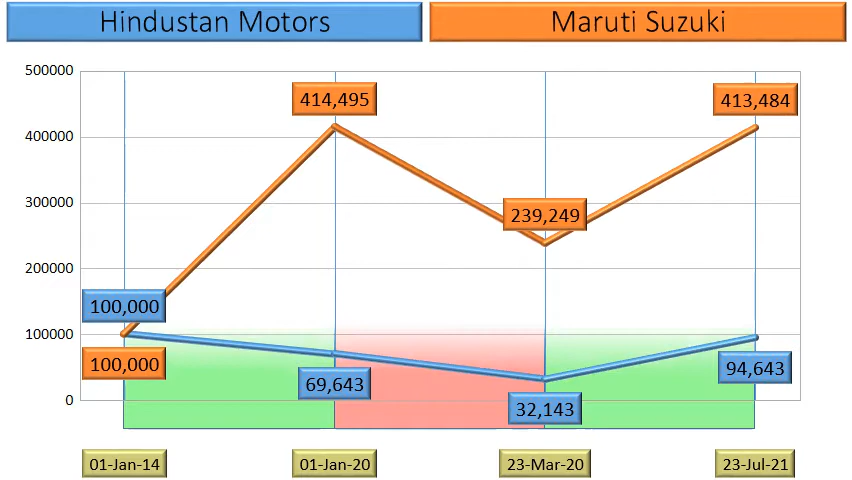 Hindustan Motors
Maruti Suzuki
500000
400000
300000
200000
100000
0
414,495
413,484
239,249
100,000
100,000
69,643
32,143
94,643
01-Jan-14
01-Jan-20
23-Mar-20
23-Jul-21